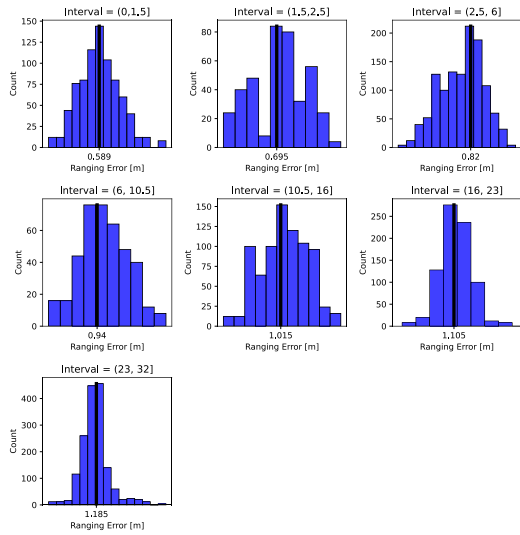 Interval = (0,1.5]
150
125
100
75
50
25
0
Count
0.589
Ranging Error [m]
Interval = (1.5,2.5]
80
60
40
20
0
Count
0.695
Ranging Error [m]
Interval = (2.5, 6]
200
150
100
50
0
Count
0.82
Ranging Error [m]
Interval = (6, 10.5]
60
40
20
0
Count
0.94
Ranging Error [m]
Interval = (10.5, 16]
150
125
100
75
50
25
0
Count
1.015
Ranging Error [m]
Interval = (16, 23]
250
200
150
100
50
0
Count
1.105
Ranging Error [m]
Interval = (23, 32]
400
300
200
100
0
Count
1.185
Ranging Error [m]